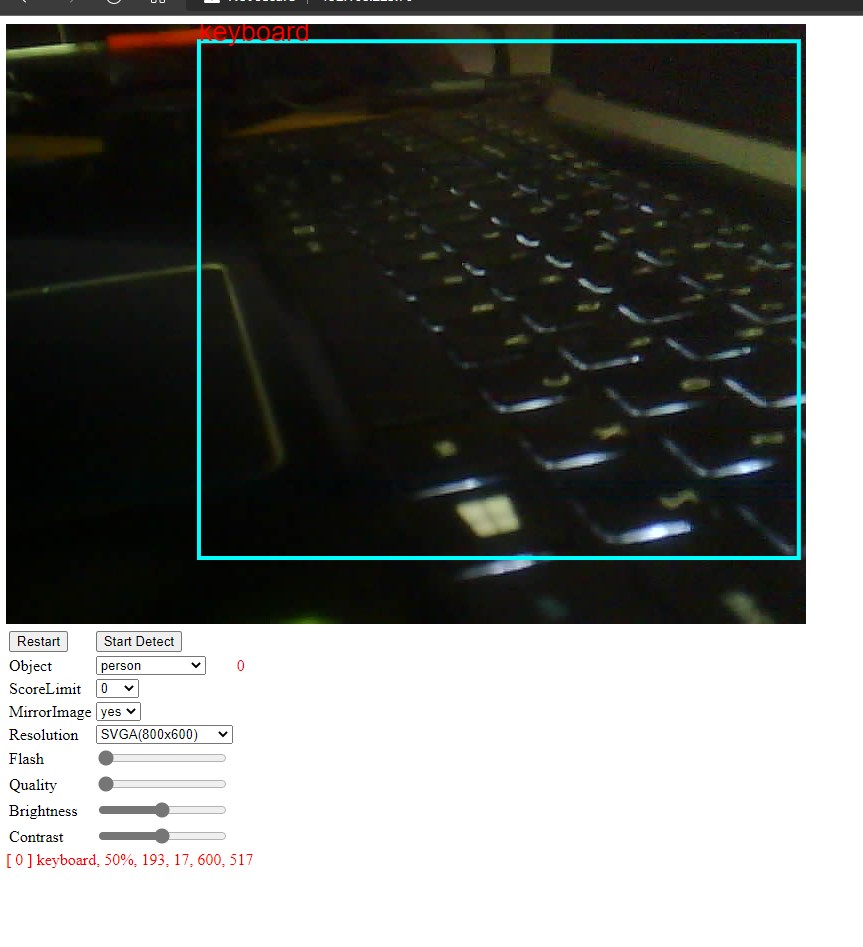 keyboard
Restart Start Detect
Object person 0
ScoreLimit 0
MirrorImage yes
Resolution SVGA(800x600)
Flash
Quality
Brightness
Contrast
[ 0 ] keyboard, 50%, 193, 17, 600, 517